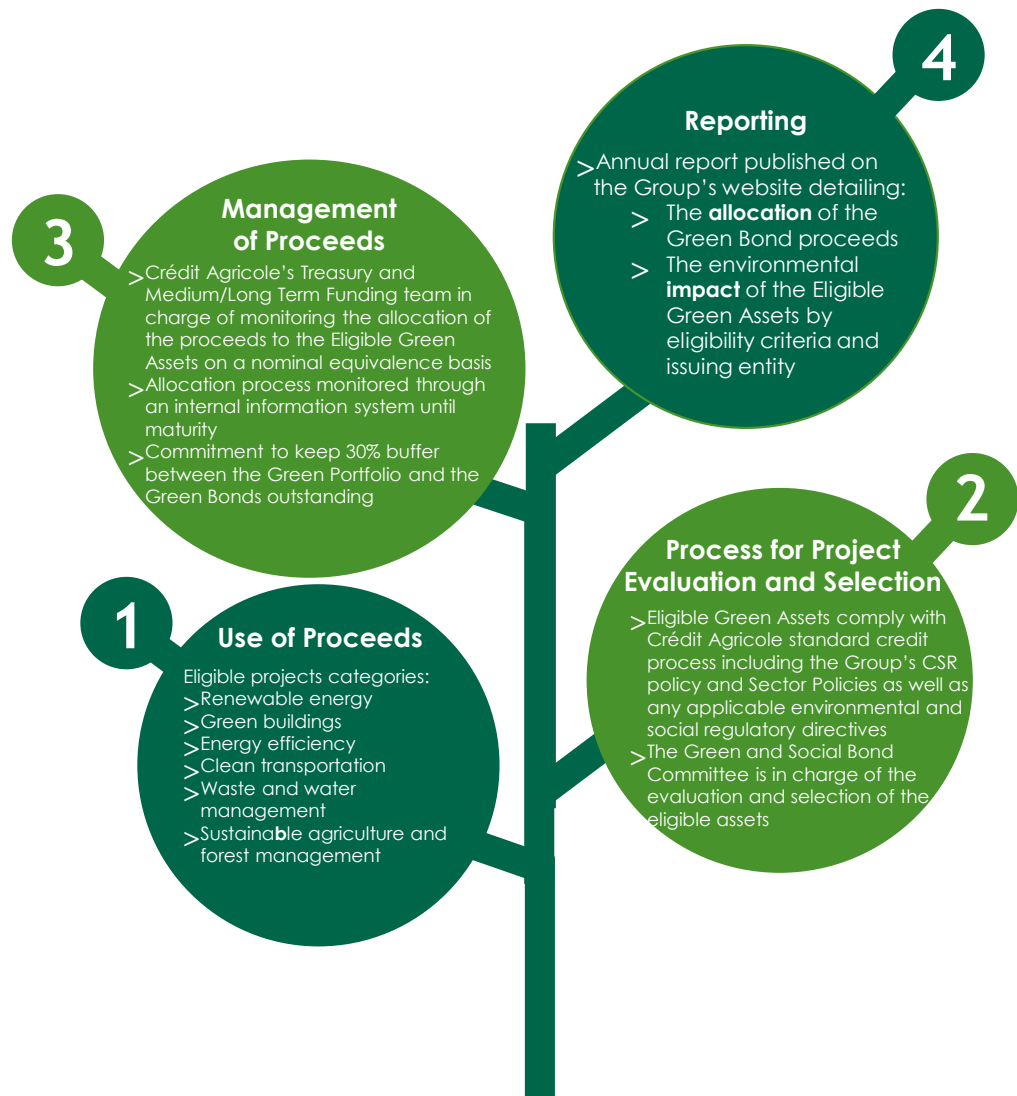 1
Use of Proceeds
Eligible projects categories:
>Renewable energy
>Green buildings
>Energy efficiency
>Clean transportation
>Waste and water
management
>Sustainable agriculture and
forest management
2
Process for Project
Evaluation and Selection
>Eligible Green Assets comply with
Crédit Agricole standard credit
process including the Group's CSR
policy and Sector Policies as well as
any applicable environmental and
social regulatory directives
>The Green and Social Bond
Committee is in charge of the
evaluation and selection of the
eligible assets
3
Management
of Proceeds
>Crédit Agricole's Treasury and
Medium/Long Term Funding team in
charge of monitoring the allocation of
the proceeds to the Eligible Green
Assets on a nominal equivalence basis
>Allocation process monitored through
an internal information system until
maturity
>Commitment to keep 30% buffer
between the Green Portfolio and the
Green Bonds outstanding
4
Reporting
>Annual report published on
the Group's website detailing:
> The allocation of the
Green Bond proceeds
> The environmental
impact of the Eligible
Green Assets by
eligibility criteria and
issuing entity